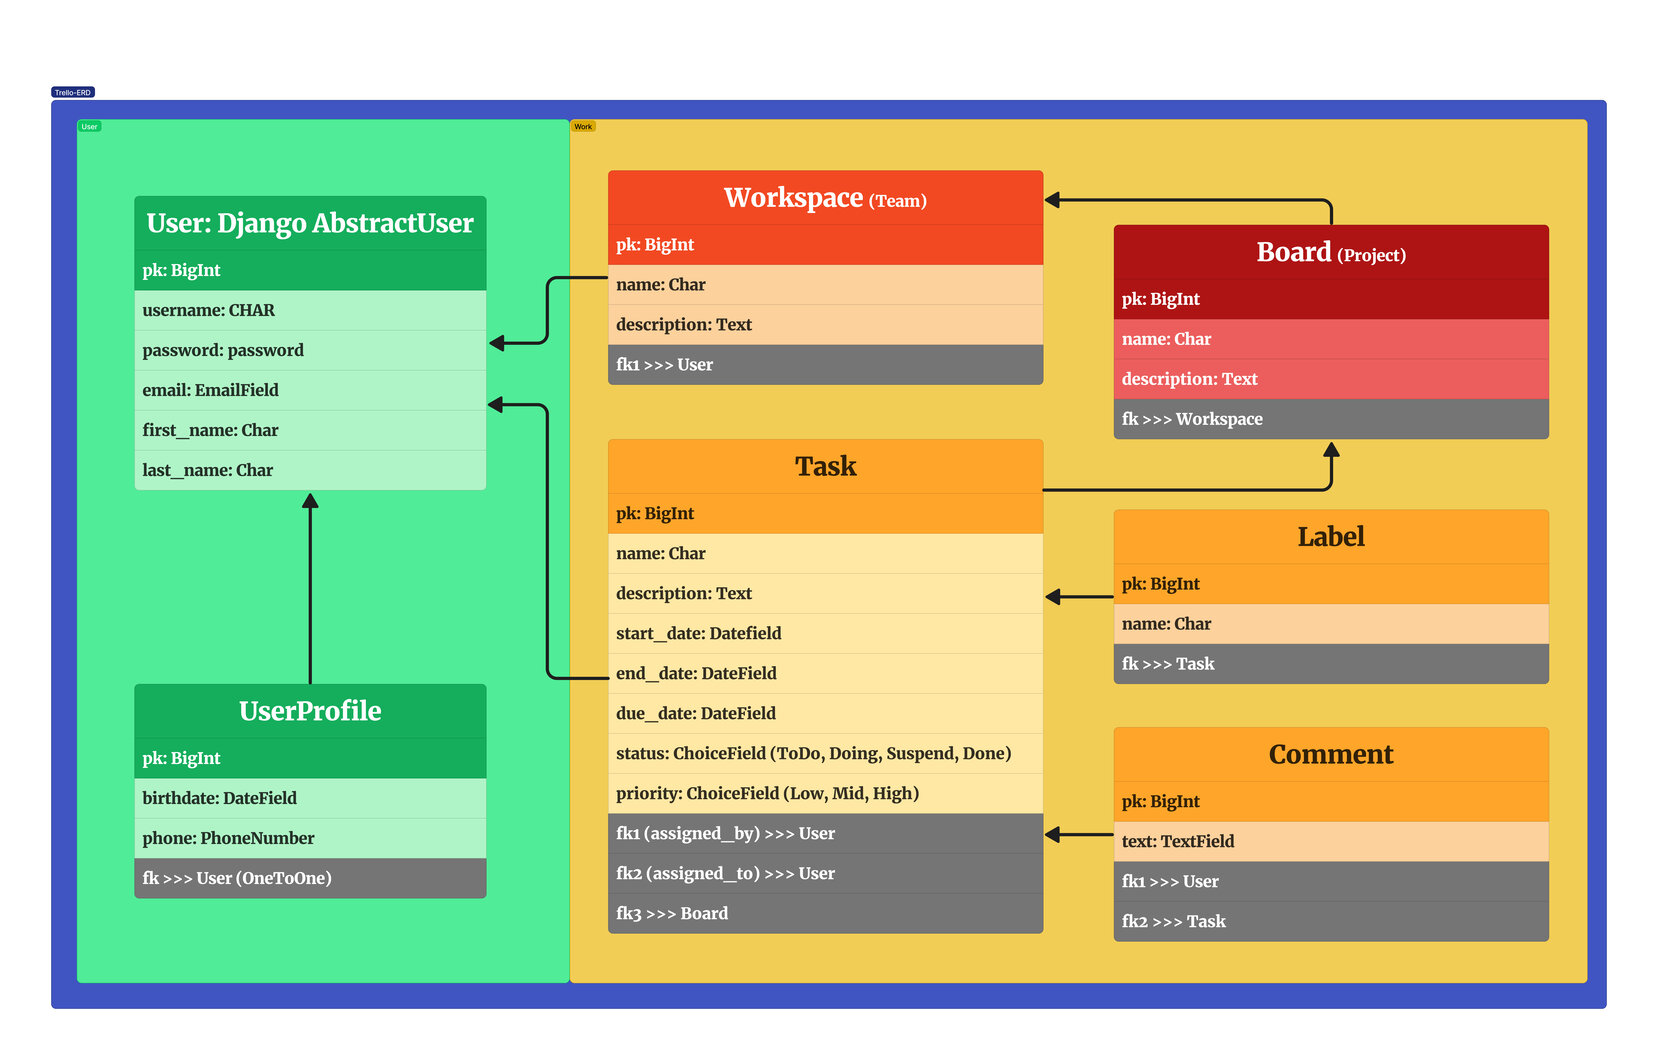 Trello-ERD
User
Work
User: Django AbstractUser
pk: BigInt
username: CHAR
password: password
email: EmailField
first_name: Char
last_name: Char
UserProfile
pk: BigInt
birthdate: DateField
phone: PhoneNumber
fk >>> User (OneToOne)
Workspace (Team)
pk: BigInt
name: Char
description: Text
fk1 >>> User
Task
pk: BigInt
name: Char
description: Text
start_date: Datefield
end_date: DateField
due_date: DateField
status: ChoiceField (ToDo, Doing, Suspend, Done)
priority: ChoiceField (Low, Mid, High)
fk1 (assigned_by) >>> User
fk2 (assigned_to) >>> User
fk3 >>> Board
Board (Project)
pk: BigInt
name: Char
description: Text
fk >>> Workspace
Label
pk: BigInt
name: Char
fk >>> Task
Comment
pk: BigInt
text: TextField
fk1 >>> User
fk2 >>> Task